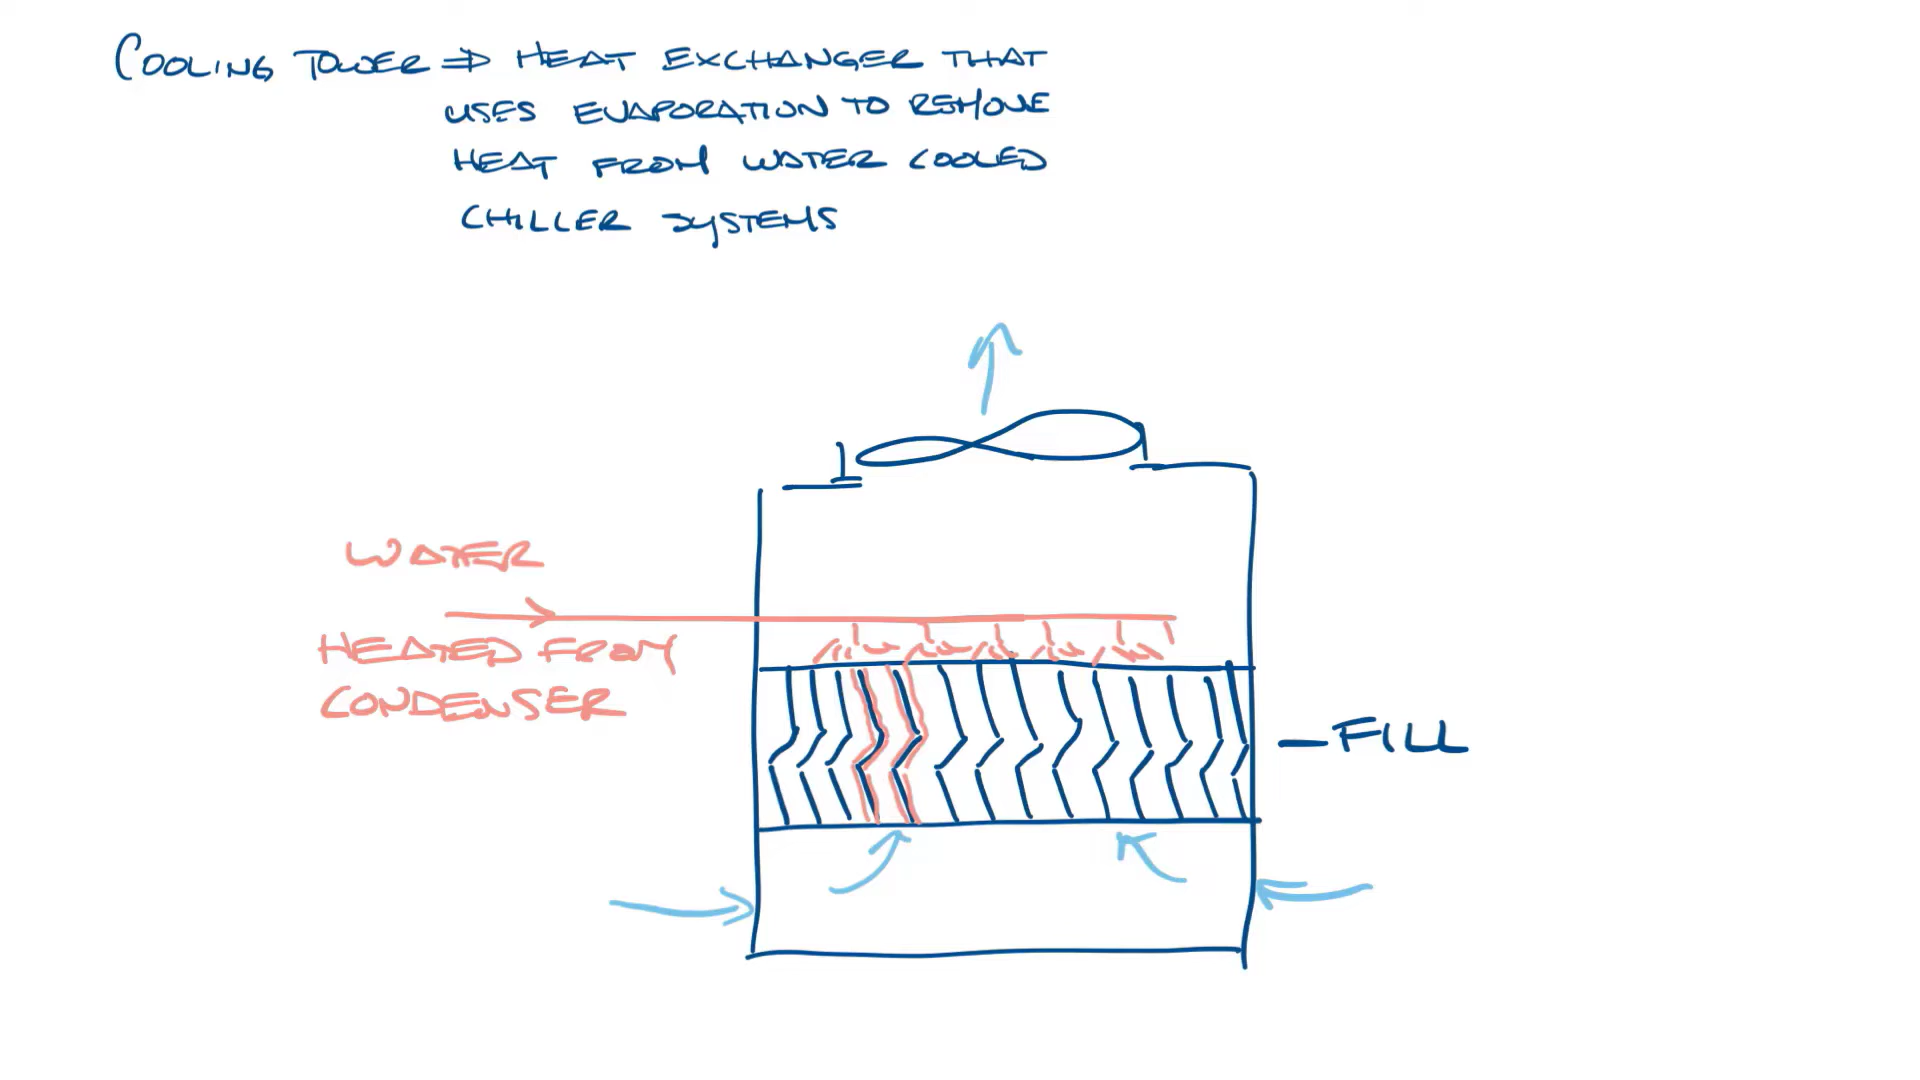 COOLING TOWER ⇒ HEAT EXCHANGER THAT
USES EVAPORATION TO REMOVE
HEAT FROM WATER COOLED
CHILLER SYSTEMS
WATER
HEATED FROM
CONDENSER
FILL